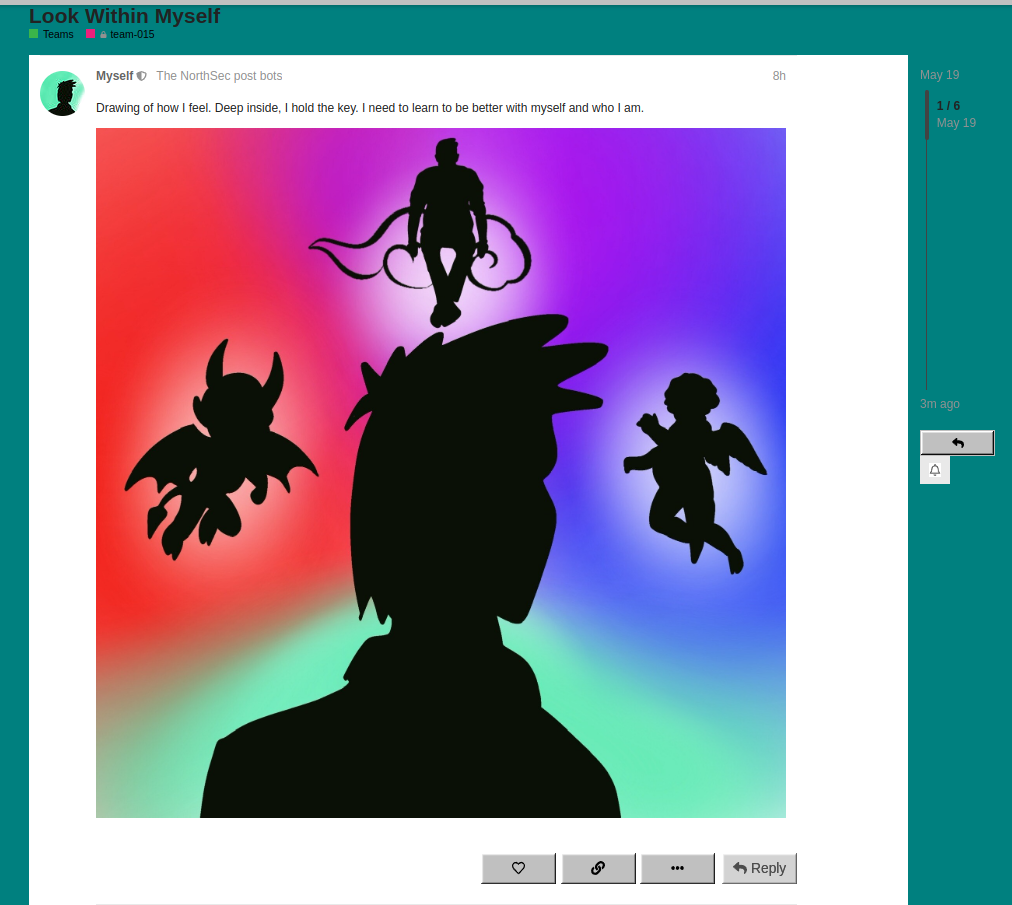 Look Within Myself
Teams team-015
Myself The NorthSec post bots 8h
Drawing of how I feel. Deep inside, I hold the key. I need to learn to be better with myself and who I am.
May 19
1 / 6
May 19
3m ago
Reply